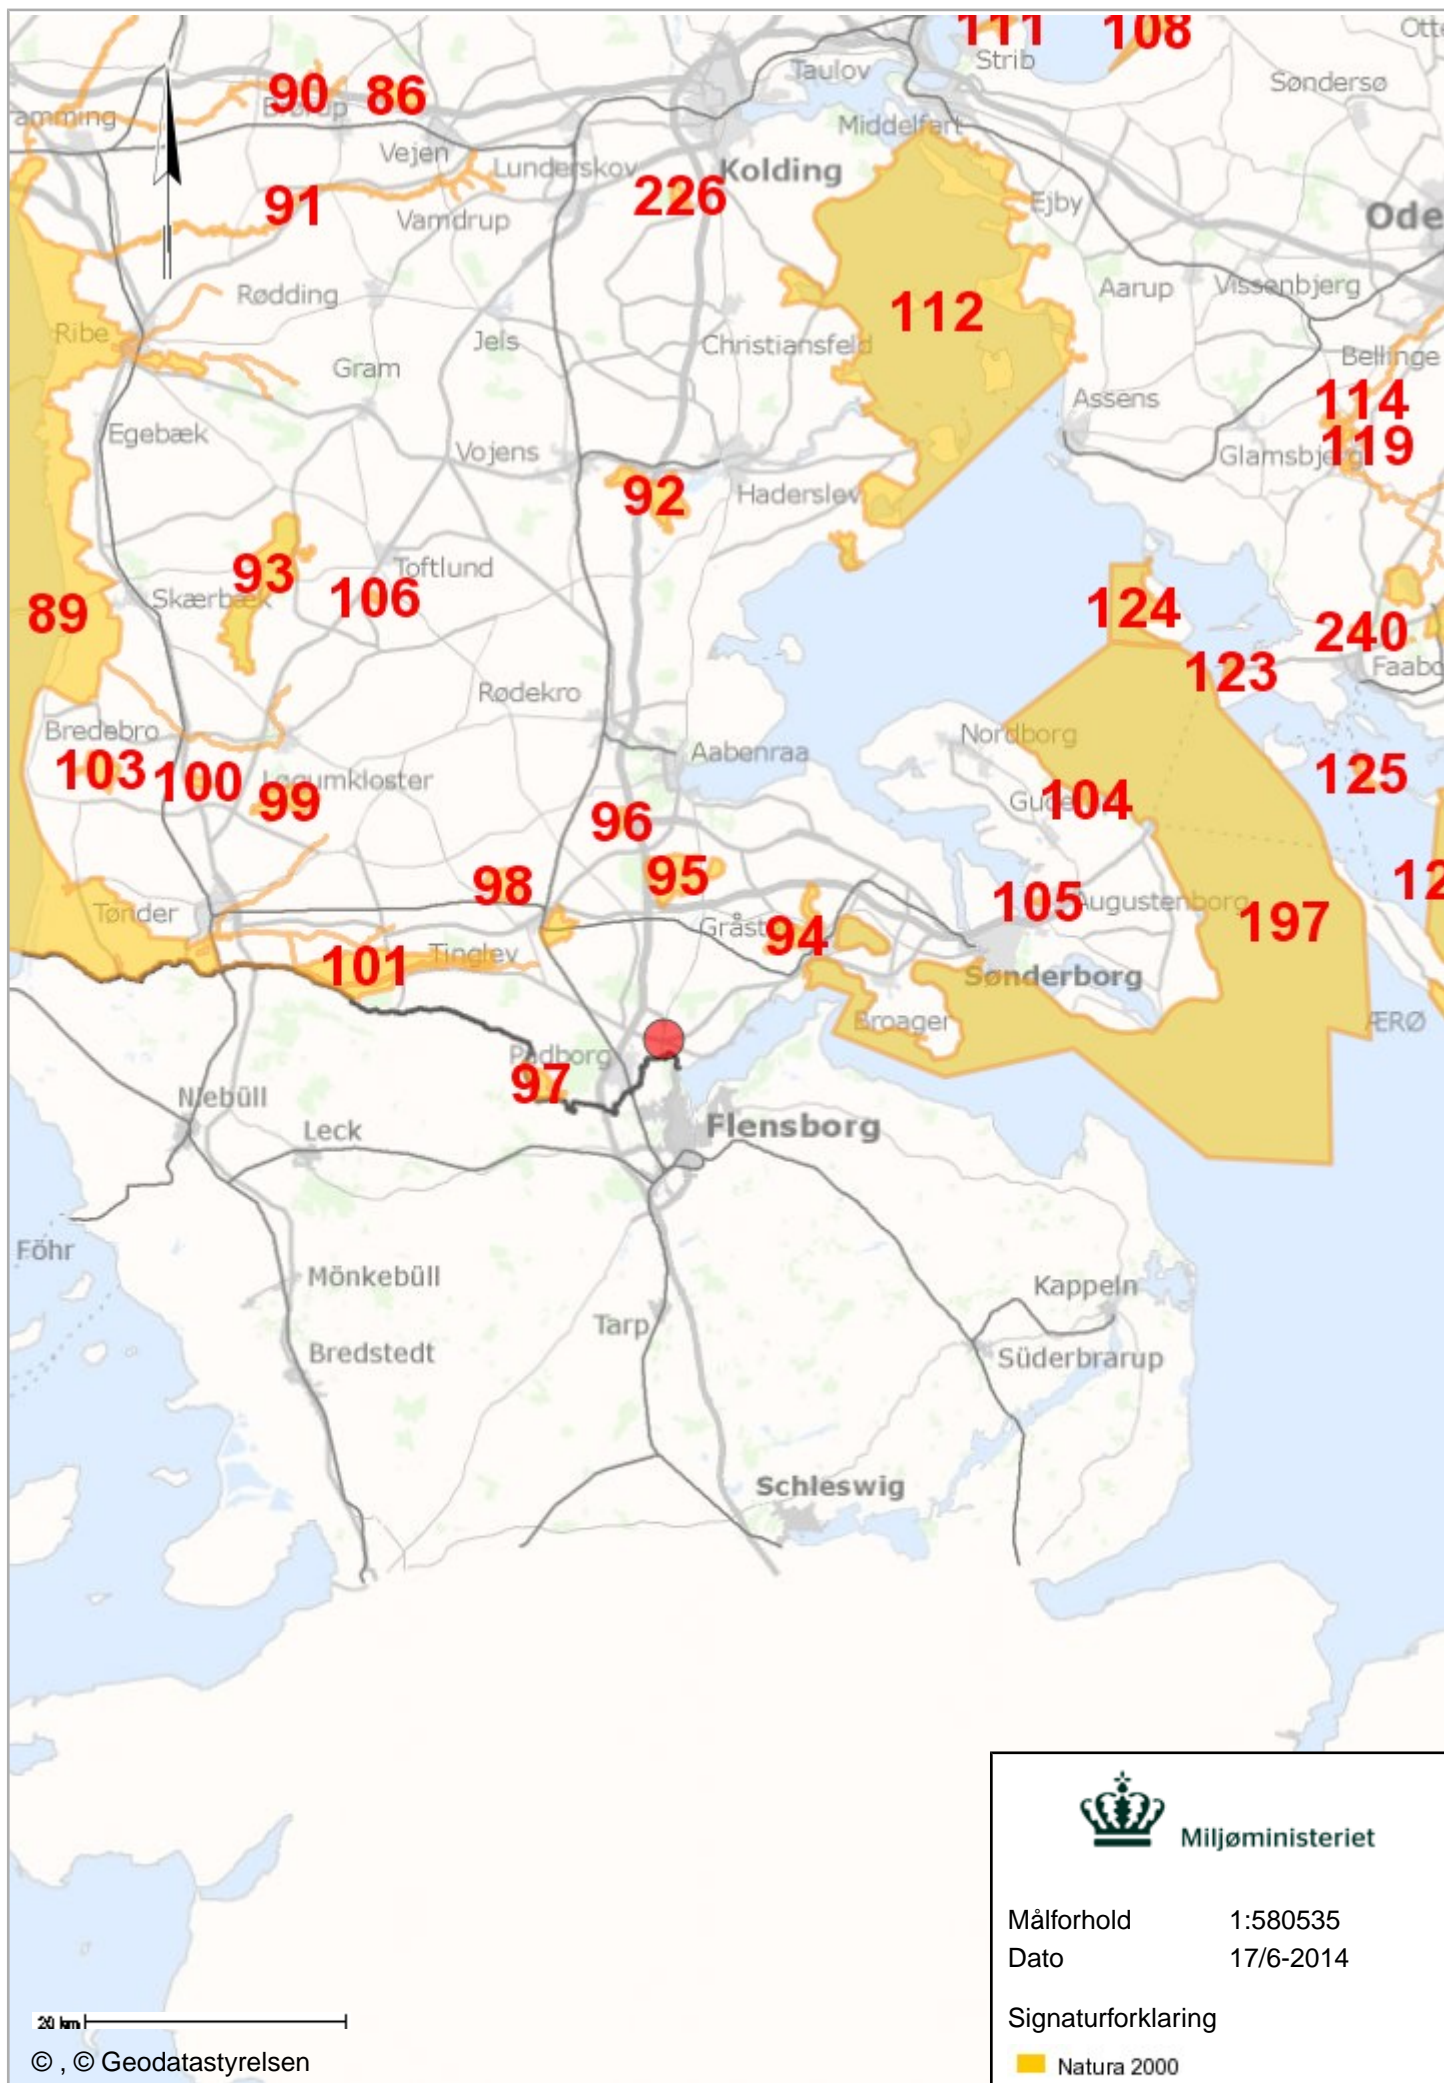 111
108
Strib
Taulov
Søndersø
90
86
Middelfart
Vejen
Lunderskov
Kolding
91
226
Vamdrup
Ejby
Rødding
112
Aarup
Vissenbjerg
Ribe
Jels
Christiansfeld
Gram
Bellinge
Assens
114
Egebæk
Vojens
119
92
Haderslev
93
Toftlund
106
Skærbæk
89
124
240
123
Rødekro
Bredebro
Nordborg
Aabenraa
103
100
Løgumkloster
99
125
104
96
98
95
Tønder
105
Augustenborg
197
94
101
Tinglev
Sønderborg
Broager
ÆRØ
Padborg
97
Niebüll
Leck
Flensborg
Föhr
Mönkebüll
Kappeln
Tarp
Bredstedt
Süderbrarup
Schleswig
Miljøministeriet
Målforhold 1:580535
Dato 17/6-2014
Signaturforklaring
Natura 2000
© , © Geodatastyrelsen